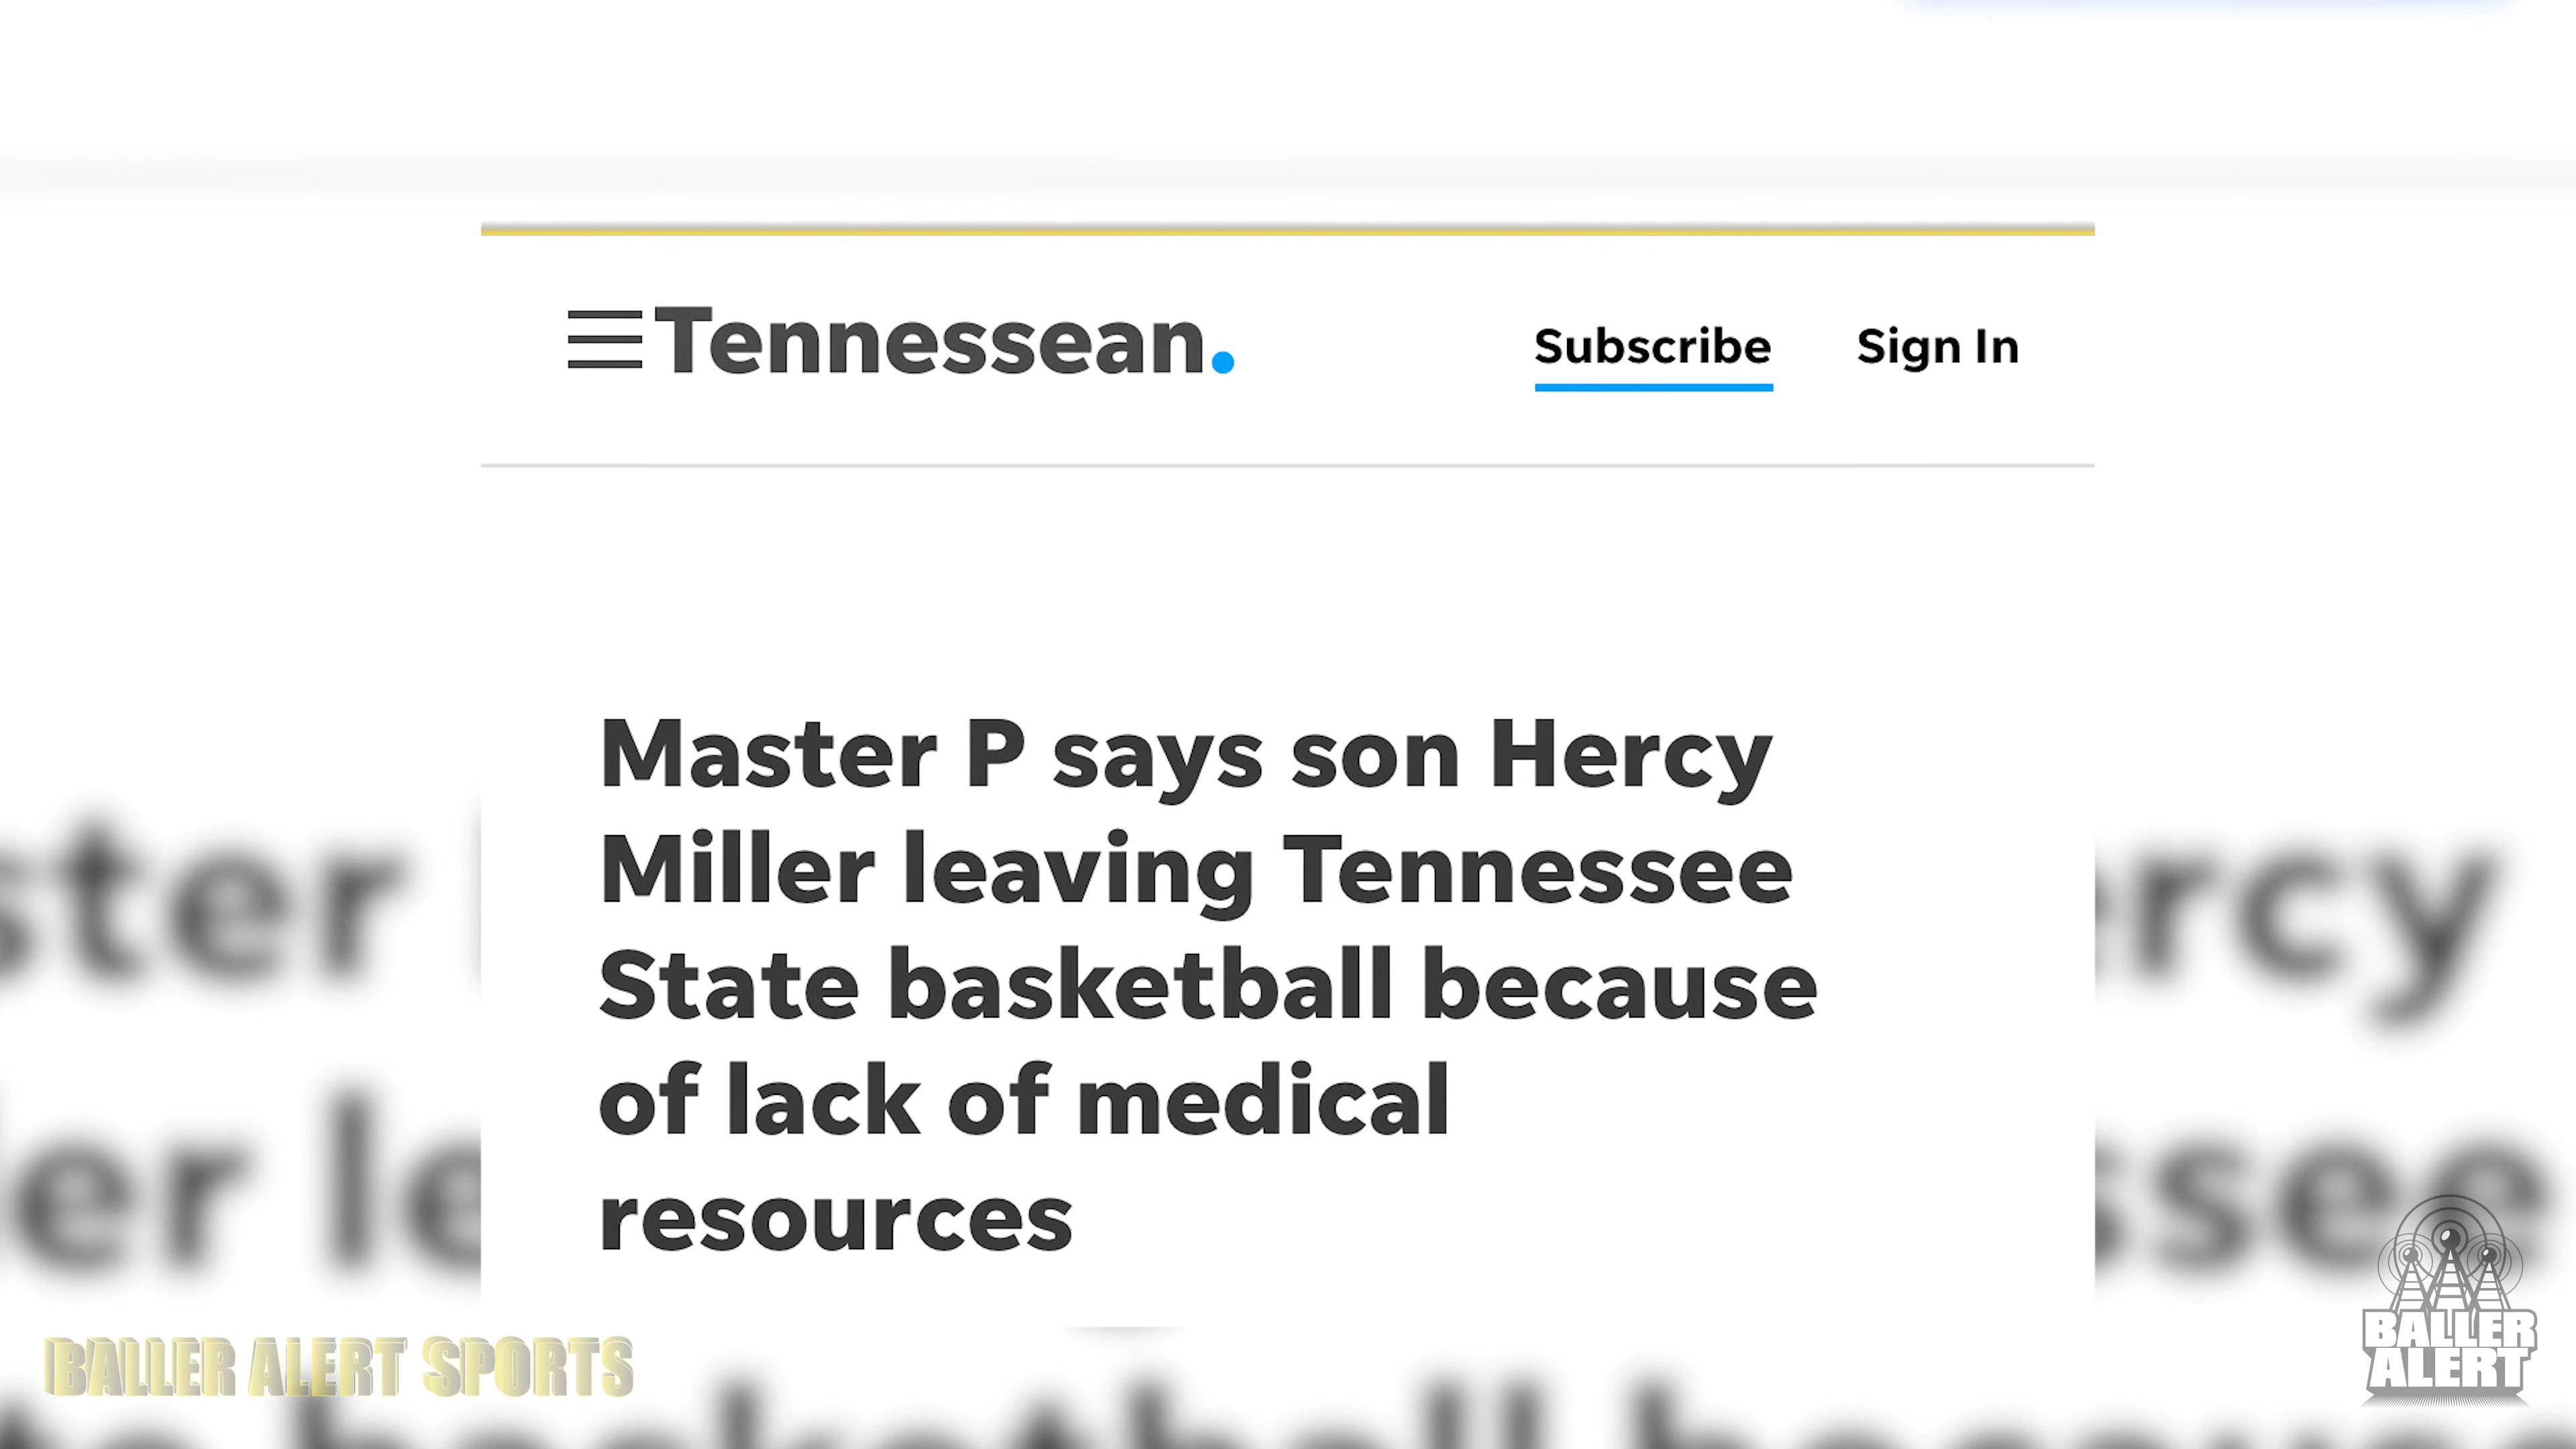 Tennessean.
Subscribe
Sign In
Master P says son Hercy
Miller leaving Tennessee
State basketball because
of lack of medical
resources
BALLER ALERT SPORTS
BALLER
ALERT